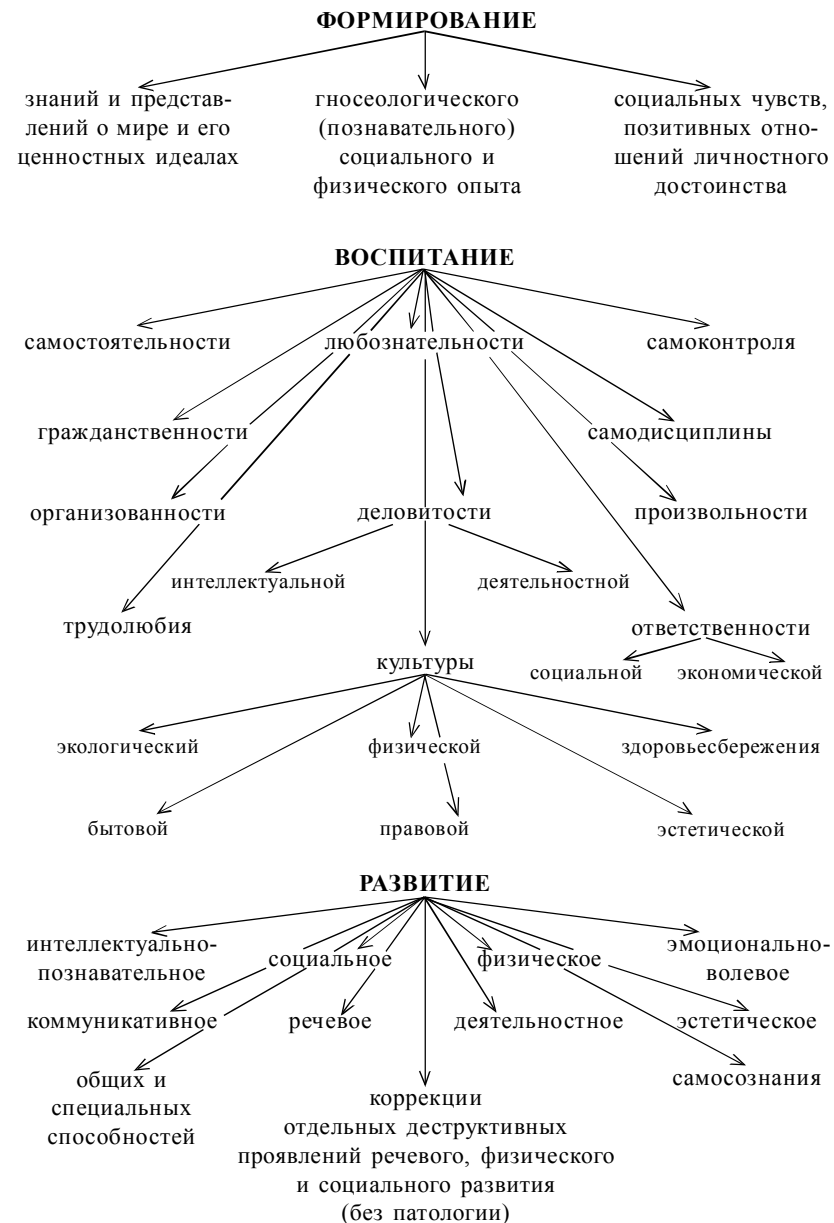 ФОРМИРОВАНИЕ
знаний и представ-
лений о мире и его
ценностных идеалах
гносеологического
(познавательного)
социального и
физического опыта
социальных чувств,
позитивных отно-
шений личностного
достоинства
ВОСПИТАНИЕ
самостоятельности
любознательности
самоконтроля
гражданственности
самодисциплины
организованности
деловитости
произвольности
интеллектуальной
деятельностной
трудолюбия
ответственности
культуры
социальной
экономической
экологический
физической
здоровьесбережения
бытовой
правовой
эстетической
РАЗВИТИЕ
интеллектуально-
познавательное
социальное
физическое
эмоционально-
волевое
коммуникативное
речевое
деятельностное
эстетическое
общих и
специальных
способностей
коррекции
отдельных деструктивных
проявлений речевого, физического
и социального развития
(без патологии)
самосознания